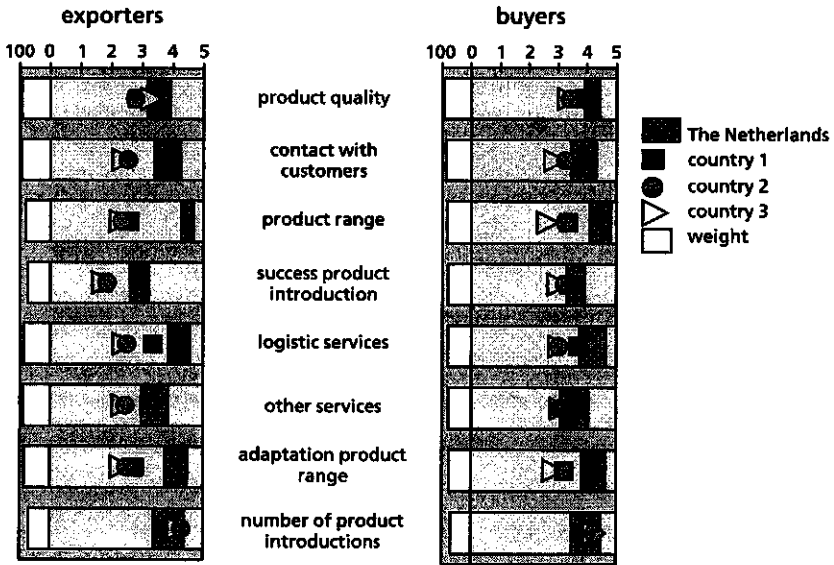 exporters
buyers
100 0 1 2 3 4 5
100 0 1 2 3 4 5
product quality
contact with
customers
product range
success product
introduction
logistic services
other services
adaptation product
range
number of product
introductions
The Netherlands
country 1
country 2
country 3
weight